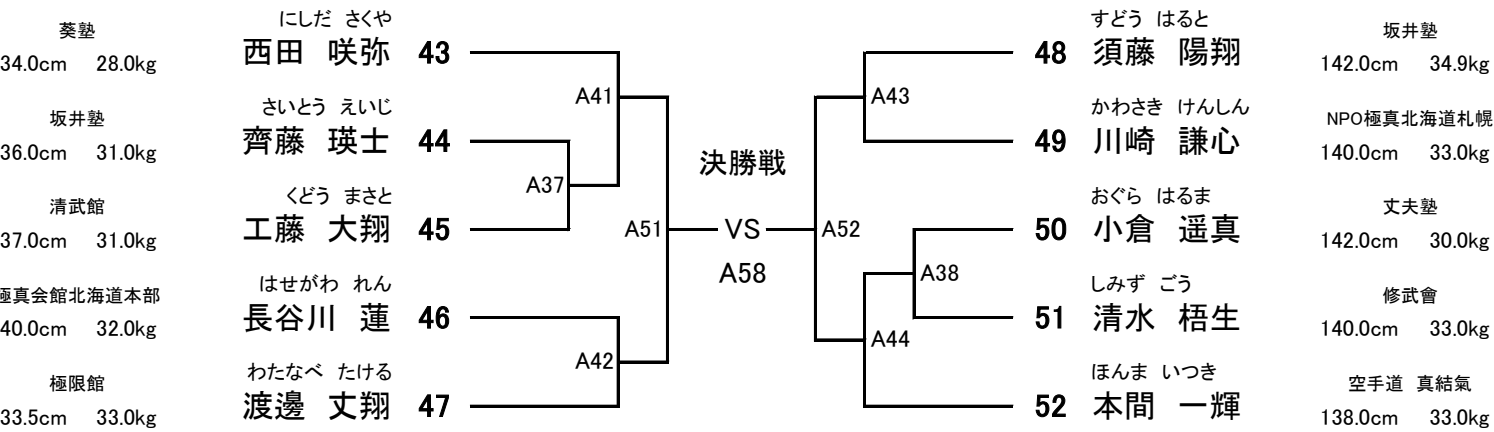 葵塾
34.0cm 28.0kg
にしだ さくや
西田 咲弥 43
坂井塾
36.0cm 31.0kg
さいとう えいじ
齊藤 瑛士 44
清武館
37.0cm 31.0kg
くどう まさと
工藤 大翔 45
極真会館北海道本部
40.0cm 32.0kg
はせがわ れん
長谷川 蓮 46
極限館
33.5cm 33.0kg
わたなべ たける
渡邊 丈翔 47
A41
A37
A51
A42
決勝戦
VS
A58
A43
A52
A38
A44
すどう はると
48 須藤 陽翔
坂井塾
142.0cm 34.9kg
かわさき けんしん
49 川崎 謙心
NPO極真北海道札幌
140.0cm 33.0kg
おぐら はるま
50 小倉 遥真
丈夫塾
142.0cm 30.0kg
しみず ごう
51 清水 梧生
修武會
140.0cm 33.0kg
ほんま いつき
52 本間 一輝
空手道 真結氣
138.0cm 33.0kg